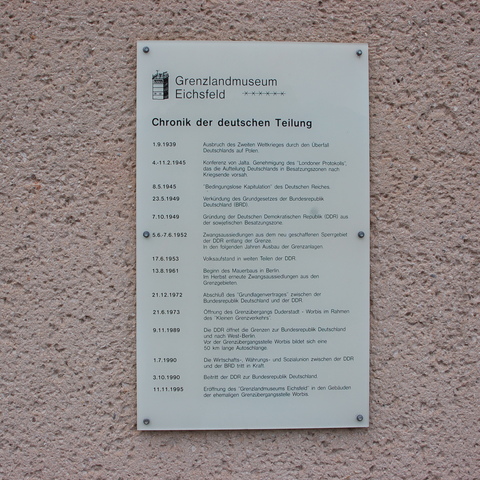 Grenzlandmuseum
Eichsfeld
Chronik der deutschen Teilung
1.9.1939 Ausbruch des Zweiten Weltkrieges durch den Überfall
Deutschlands auf Polen.
4.-11.2.1945 Konferenz von Jalta. Genehmigung des "Londoner Protokolls",
das die Aufteilung Deutschlands in Besatzungszonen nach
Kriegsende vorsah.
8.5.1945 "Bedingungslose Kapitulation" des Deutschen Reiches.
23.5.1949 Verkündung des Grundgesetzes der Bundesrepublik
Deutschland (BRD).
7.10.1949 Gründung der Deutschen Demokratischen Republik (DDR) aus
der sowjetischen Besatzungszone.
5.6.-7.6.1952 Zwangsaussiedlungen aus dem neu geschaffenen Sperrgebiet
der DDR entlang der Grenze.
In den folgenden Jahren Ausbau der Grenzanlagen.
17.6.1953 Volksaufstand in weiten Teilen der DDR.
13.8.1961 Beginn des Mauerbaus in Berlin.
Im Herbst erneute Zwangsaussiedlungen aus den
Grenzgebieten.
21.12.1972 Abschluß des "Grundlagenvertrages" zwischen der
Bundesrepublik Deutschland und der DDR.
21.6.1973 Öffnung des Grenzübergangs Duderstadt - Worbis im Rahmen
des "Kleinen Grenzverkehrs".
9.11.1989 Die DDR öffnet die Grenzen zur Bundesrepublik Deutschland
und nach West-Berlin.
Vor der Grenzübergangsstelle Worbis bildet sich eine
50 km lange Autoschlange.
1.7.1990 Die Wirtschafts-, Währungs- und Sozialunion zwischen der DDR
und der BRD tritt in Kraft.
3.10.1990 Beitritt der DDR zur Bundesrepublik Deutschland.
11.11.1995 Eröffnung des "Grenzlandmuseums Eichsfeld" in den Gebäuden
der ehemaligen Grenzübergangsstelle Worbis.